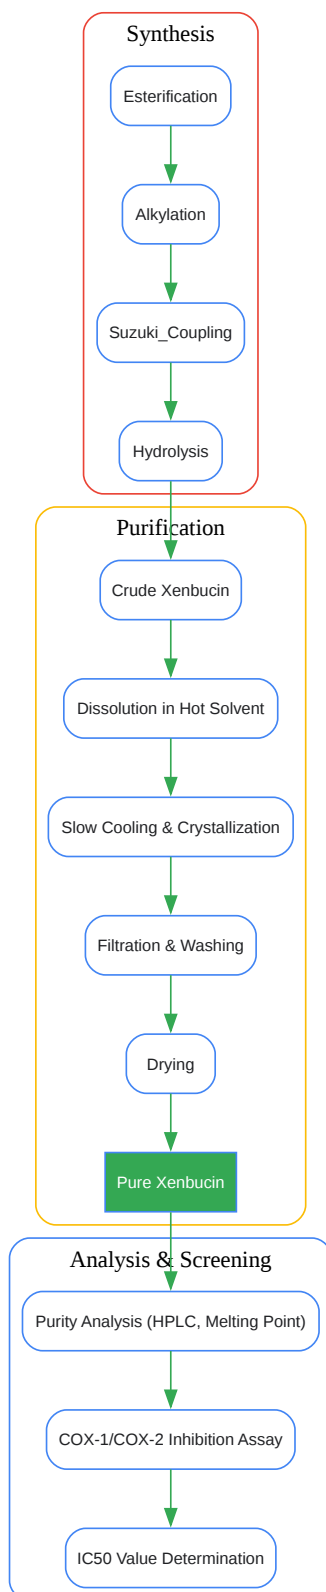 Synthesis
Esterification
Alkylation
Suzuki_Coupling
Hydrolysis
Purification
Crude Xenbucin
Dissolution in Hot Solvent
Slow Cooling & Crystallization
Filtration & Washing
Drying
Pure Xenbucin
Analysis & Screening
Purity Analysis (HPLC, Melting Point)
COX-1/COX-2 Inhibition Assay
IC50 Value Determination